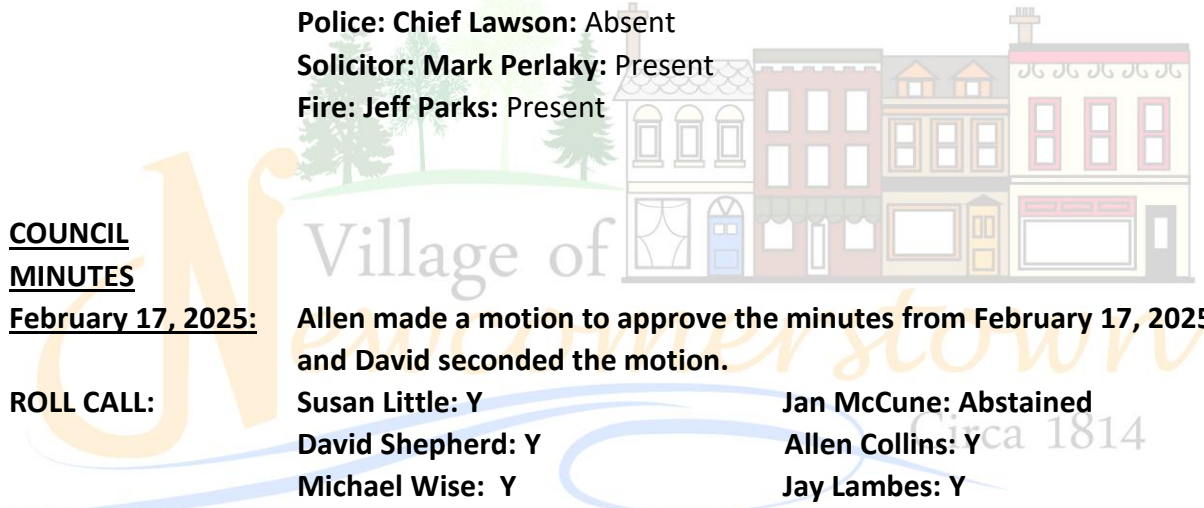 Police: Chief Lawson: Absent
Solicitor: Mark Perlaky: Present
Fire: Jeff Parks: Present
Village of
Newcomerstown
Circa 1814
COUNCIL
MINUTES
February 17, 2025: Allen made a motion to approve the minutes from February 17, 2025
and David seconded the motion.
ROLL CALL: Susan Little: Y Jan McCune: Abstained
David Shepherd: Y Allen Collins: Y
Michael Wise: Y Jay Lambes: Y